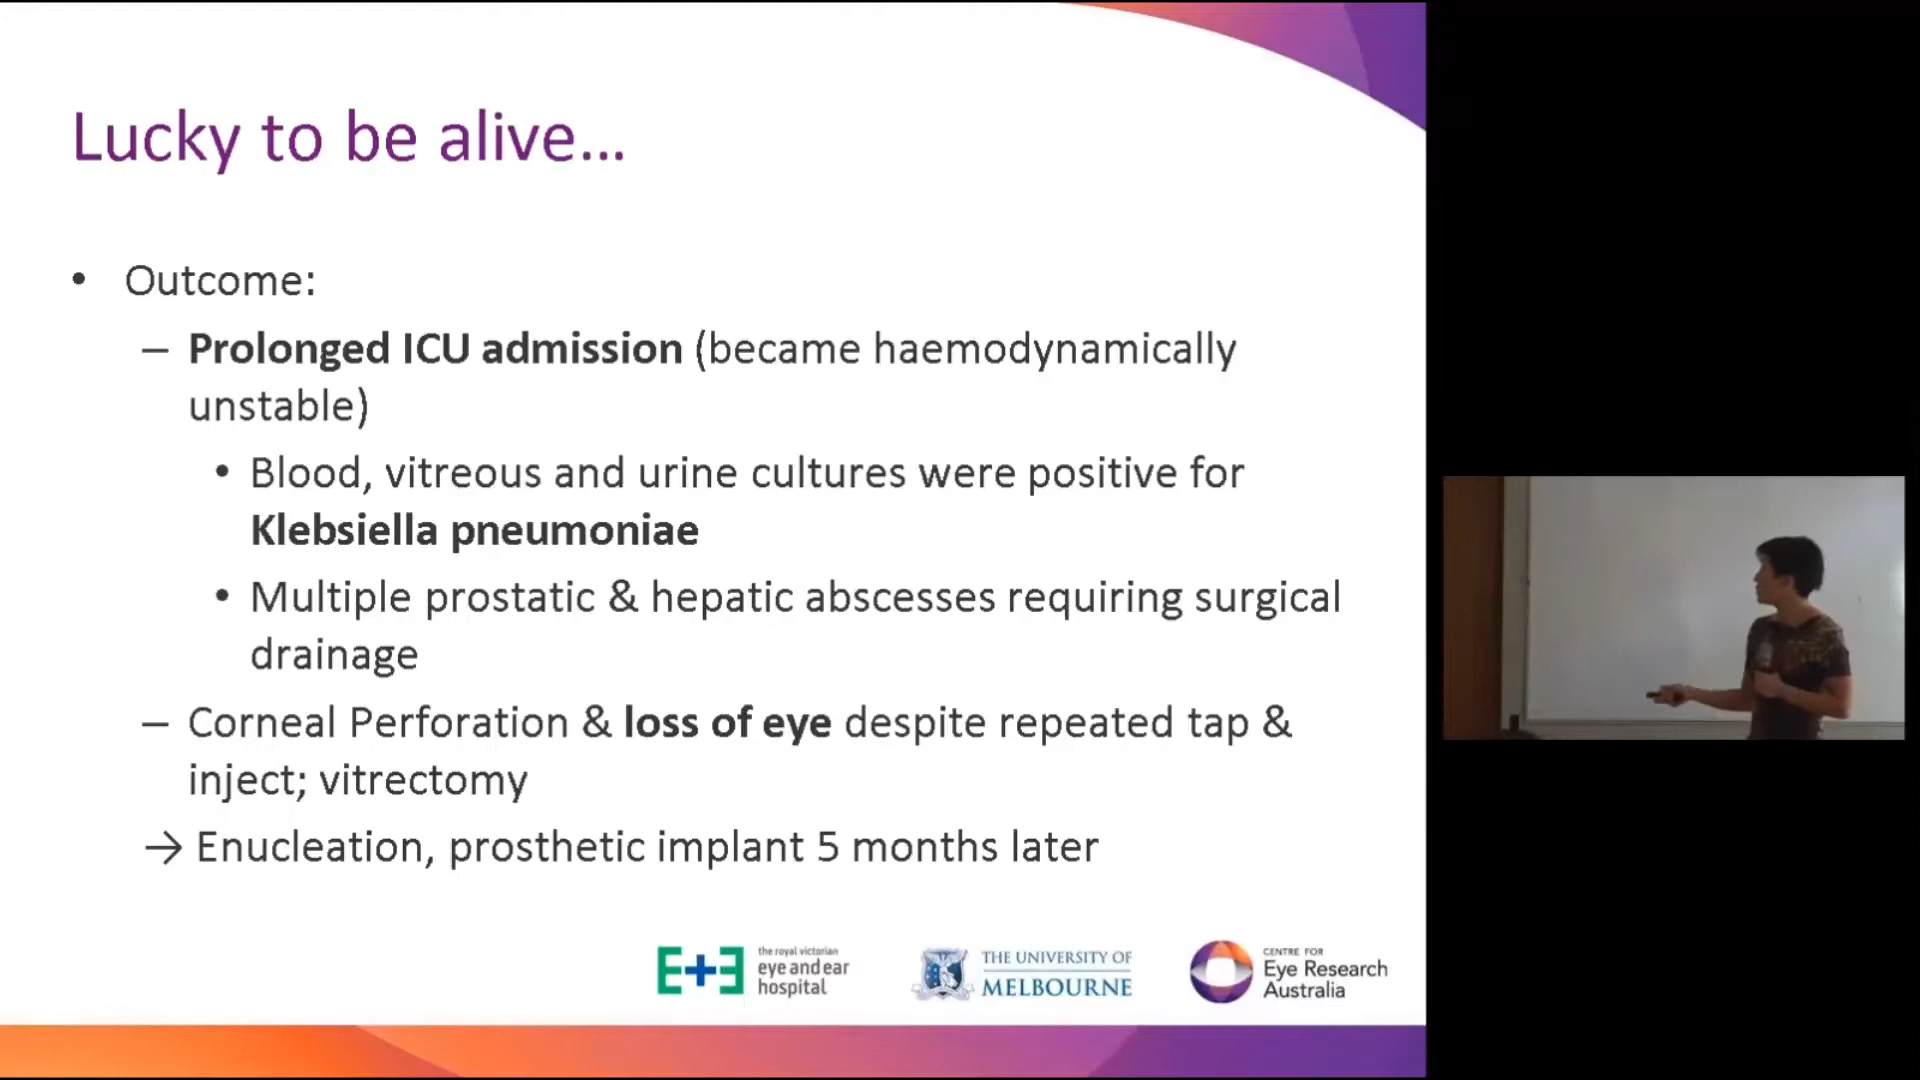 Lucky to be alive...
• Outcome:
– Prolonged ICU admission (became haemodynamically
unstable)
• Blood, vitreous and urine cultures were positive for
Klebsiella pneumoniae
• Multiple prostatic & hepatic abscesses requiring surgical
drainage
– Corneal Perforation & loss of eye despite repeated tap &
inject; vitrectomy
→ Enucleation, prosthetic implant 5 months later
E+E
the royal victorian
eye and ear
hospital
THE UNIVERSITY OF
MELBOURNE
CENTRE FOR
Eye Research
Australia